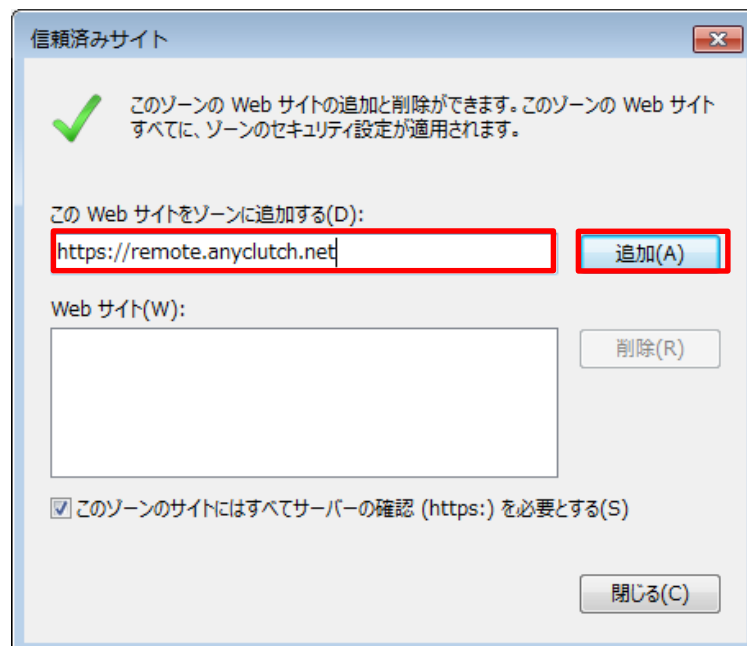 信頼済みサイト
このゾーンの Web サイトの追加と削除ができます。このゾーンの Web サイト
すべてに、ゾーンのセキュリティ設定が適用されます。
この Web サイトをゾーンに追加する(D):
https://remote.anyclutch.net
追加(A)
Web サイト(W):
削除(R)
このゾーンのサイトにはすべてサーバーの確認 (https:) を必要とする(S)
閉じる(C)